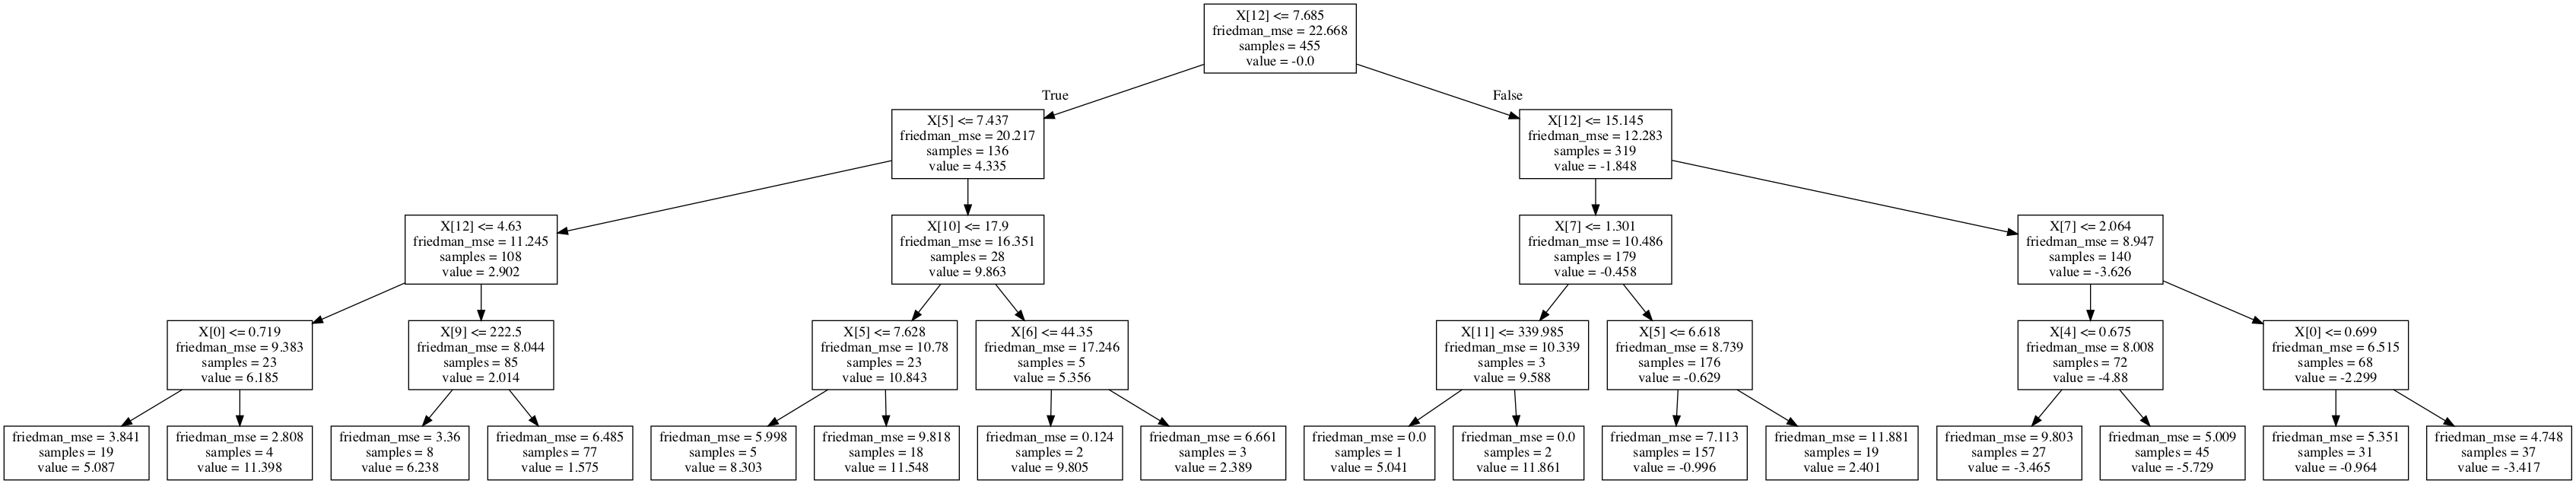 X[12] <= 7.685
friedman_mse = 22.668
samples = 455
value = -0.0
True
False
X[5] <= 7.437
friedman_mse = 20.217
samples = 136
value = 4.335
X[12] <= 15.145
friedman_mse = 12.283
samples = 319
value = -1.848
X[12] <= 4.63
friedman_mse = 11.245
samples = 108
value = 2.902
X[10] <= 17.9
friedman_mse = 16.351
samples = 28
value = 9.863
X[7] <= 1.301
friedman_mse = 10.486
samples = 179
value = -0.458
X[7] <= 2.064
friedman_mse = 8.947
samples = 140
value = -3.626
X[0] <= 0.719
friedman_mse = 9.383
samples = 23
value = 6.185
X[9] <= 222.5
friedman_mse = 8.044
samples = 85
value = 2.014
X[5] <= 7.628
friedman_mse = 10.78
samples = 23
value = 10.843
X[6] <= 44.35
friedman_mse = 17.246
samples = 5
value = 5.356
X[11] <= 339.985
friedman_mse = 10.339
samples = 3
value = 9.588
X[5] <= 6.618
friedman_mse = 8.739
samples = 176
value = -0.629
X[4] <= 0.675
friedman_mse = 8.008
samples = 72
value = -4.88
X[0] <= 0.699
friedman_mse = 6.515
samples = 68
value = -2.299
friedman_mse = 3.841
samples = 19
value = 5.087
friedman_mse = 2.808
samples = 4
value = 11.398
friedman_mse = 3.36
samples = 8
value = 6.238
friedman_mse = 6.485
samples = 77
value = 1.575
friedman_mse = 5.998
samples = 5
value = 8.303
friedman_mse = 9.818
samples = 18
value = 11.548
friedman_mse = 0.124
samples = 2
value = 9.805
friedman_mse = 6.661
samples = 3
value = 2.389
friedman_mse = 0.0
samples = 1
value = 5.041
friedman_mse = 0.0
samples = 2
value = 11.861
friedman_mse = 7.113
samples = 157
value = -0.996
friedman_mse = 11.881
samples = 19
value = 2.401
friedman_mse = 9.803
samples = 27
value = -3.465
friedman_mse = 5.009
samples = 45
value = -5.729
friedman_mse = 5.351
samples = 31
value = -0.964
friedman_mse = 4.748
samples = 37
value = -3.417